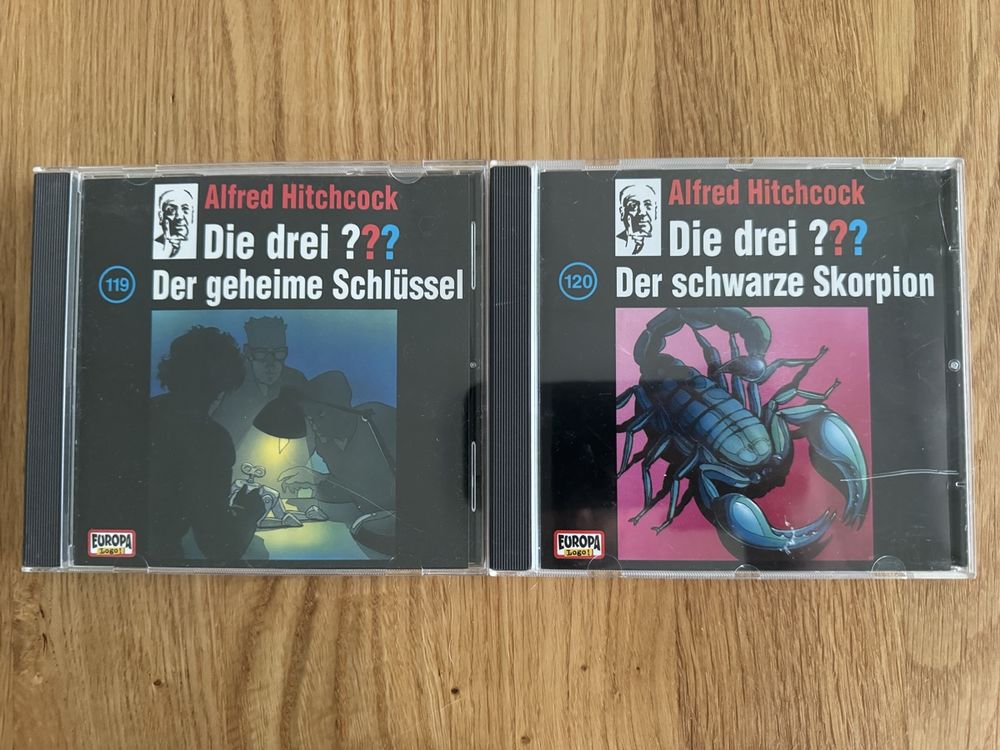 Alfred Hitchcock
Die drei ???
119 Der geheime Schlüssel
EUROPA
Logo!
Alfred Hitchcock
Die drei ???
120 Der schwarze Skorpion
EUROPA
Logo!